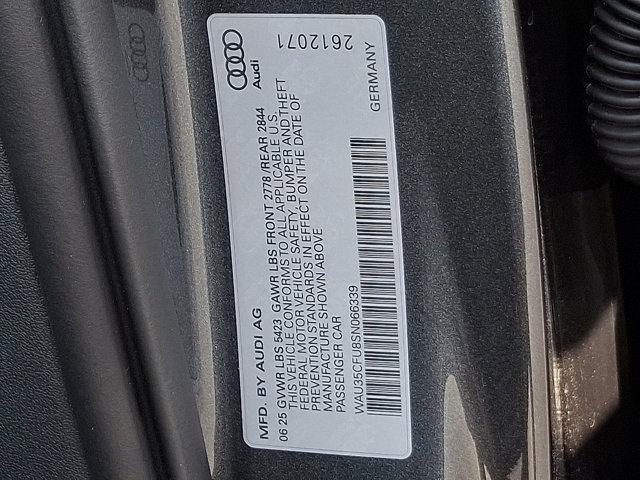 MFD. BY AUDI AG
Audi
06 25 GVWR LBS 5423 GAWR LBS FRONT 2778 /REAR 2844
THIS VEHICLE CONFORMS TO ALL APPLICABLE U.S.
FEDERAL MOTOR VEHICLE SAFETY, BUMPER AND THEFT
PREVENTION STANDARDS IN EFFECT ON THE DATE OF
MANUFACTURE SHOWN ABOVE
PASSENGER CAR
WAU35CFU8SN066339
GERMANY
2612071